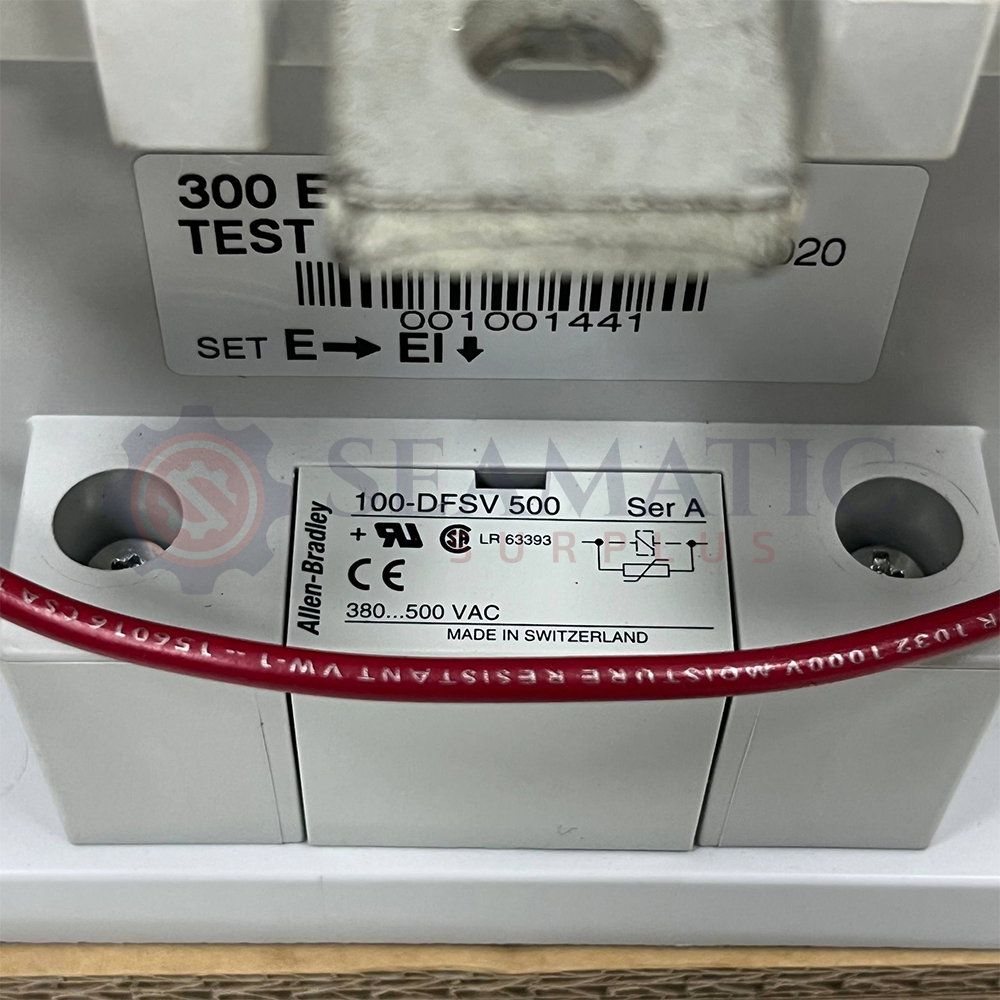 300 E
TEST
020
001001441
SET E → EI ↓
SEAMATIC
SURPLUS
Allen-Bradley
100-DFSV 500 Ser A
LR 63393
CE
380...500 VAC
MADE IN SWITZERLAND
R 1032 1000V MOISTURE RESISTANT VW-1 -- 156016 CSA